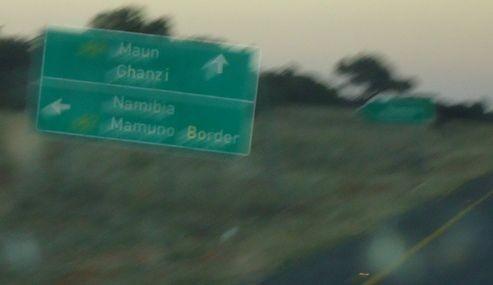 Maun
Ghanzi
Namibia
Mamuno Border